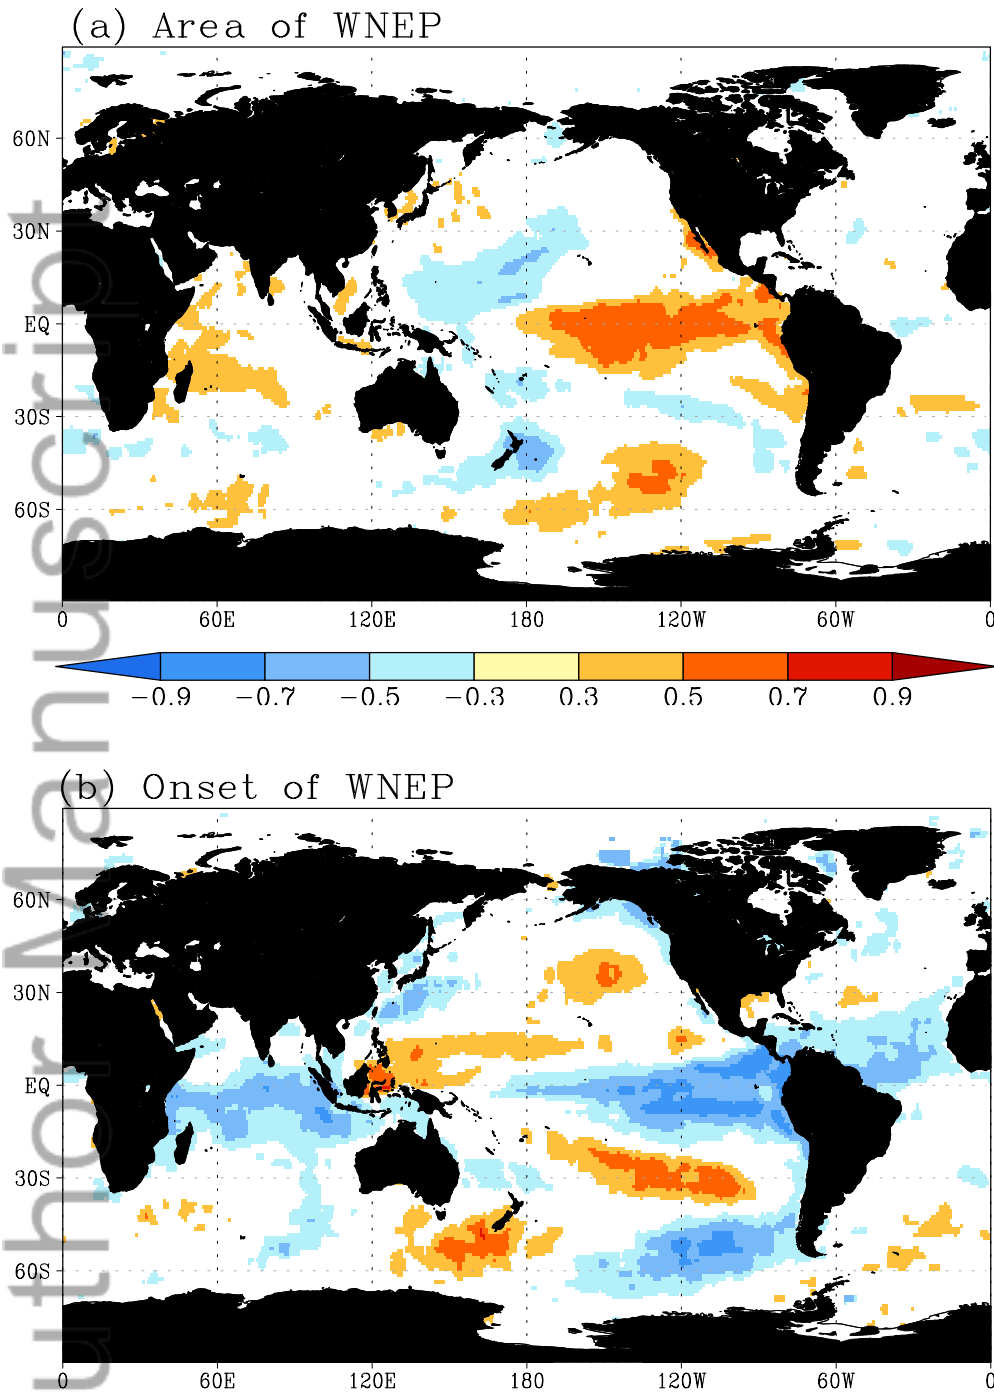 (a) Area of WNEP
60N
30N
EQ
30S
60S
0 60E 120E 180 120W 60W 0
−0.9 −0.7 −0.5 −0.3 0.3 0.5 0.7 0.9
(b) Onset of WNEP
60N
30N
EQ
30S
60S
0 60E 120E 180 120W 60W 0
uthor Manuscript